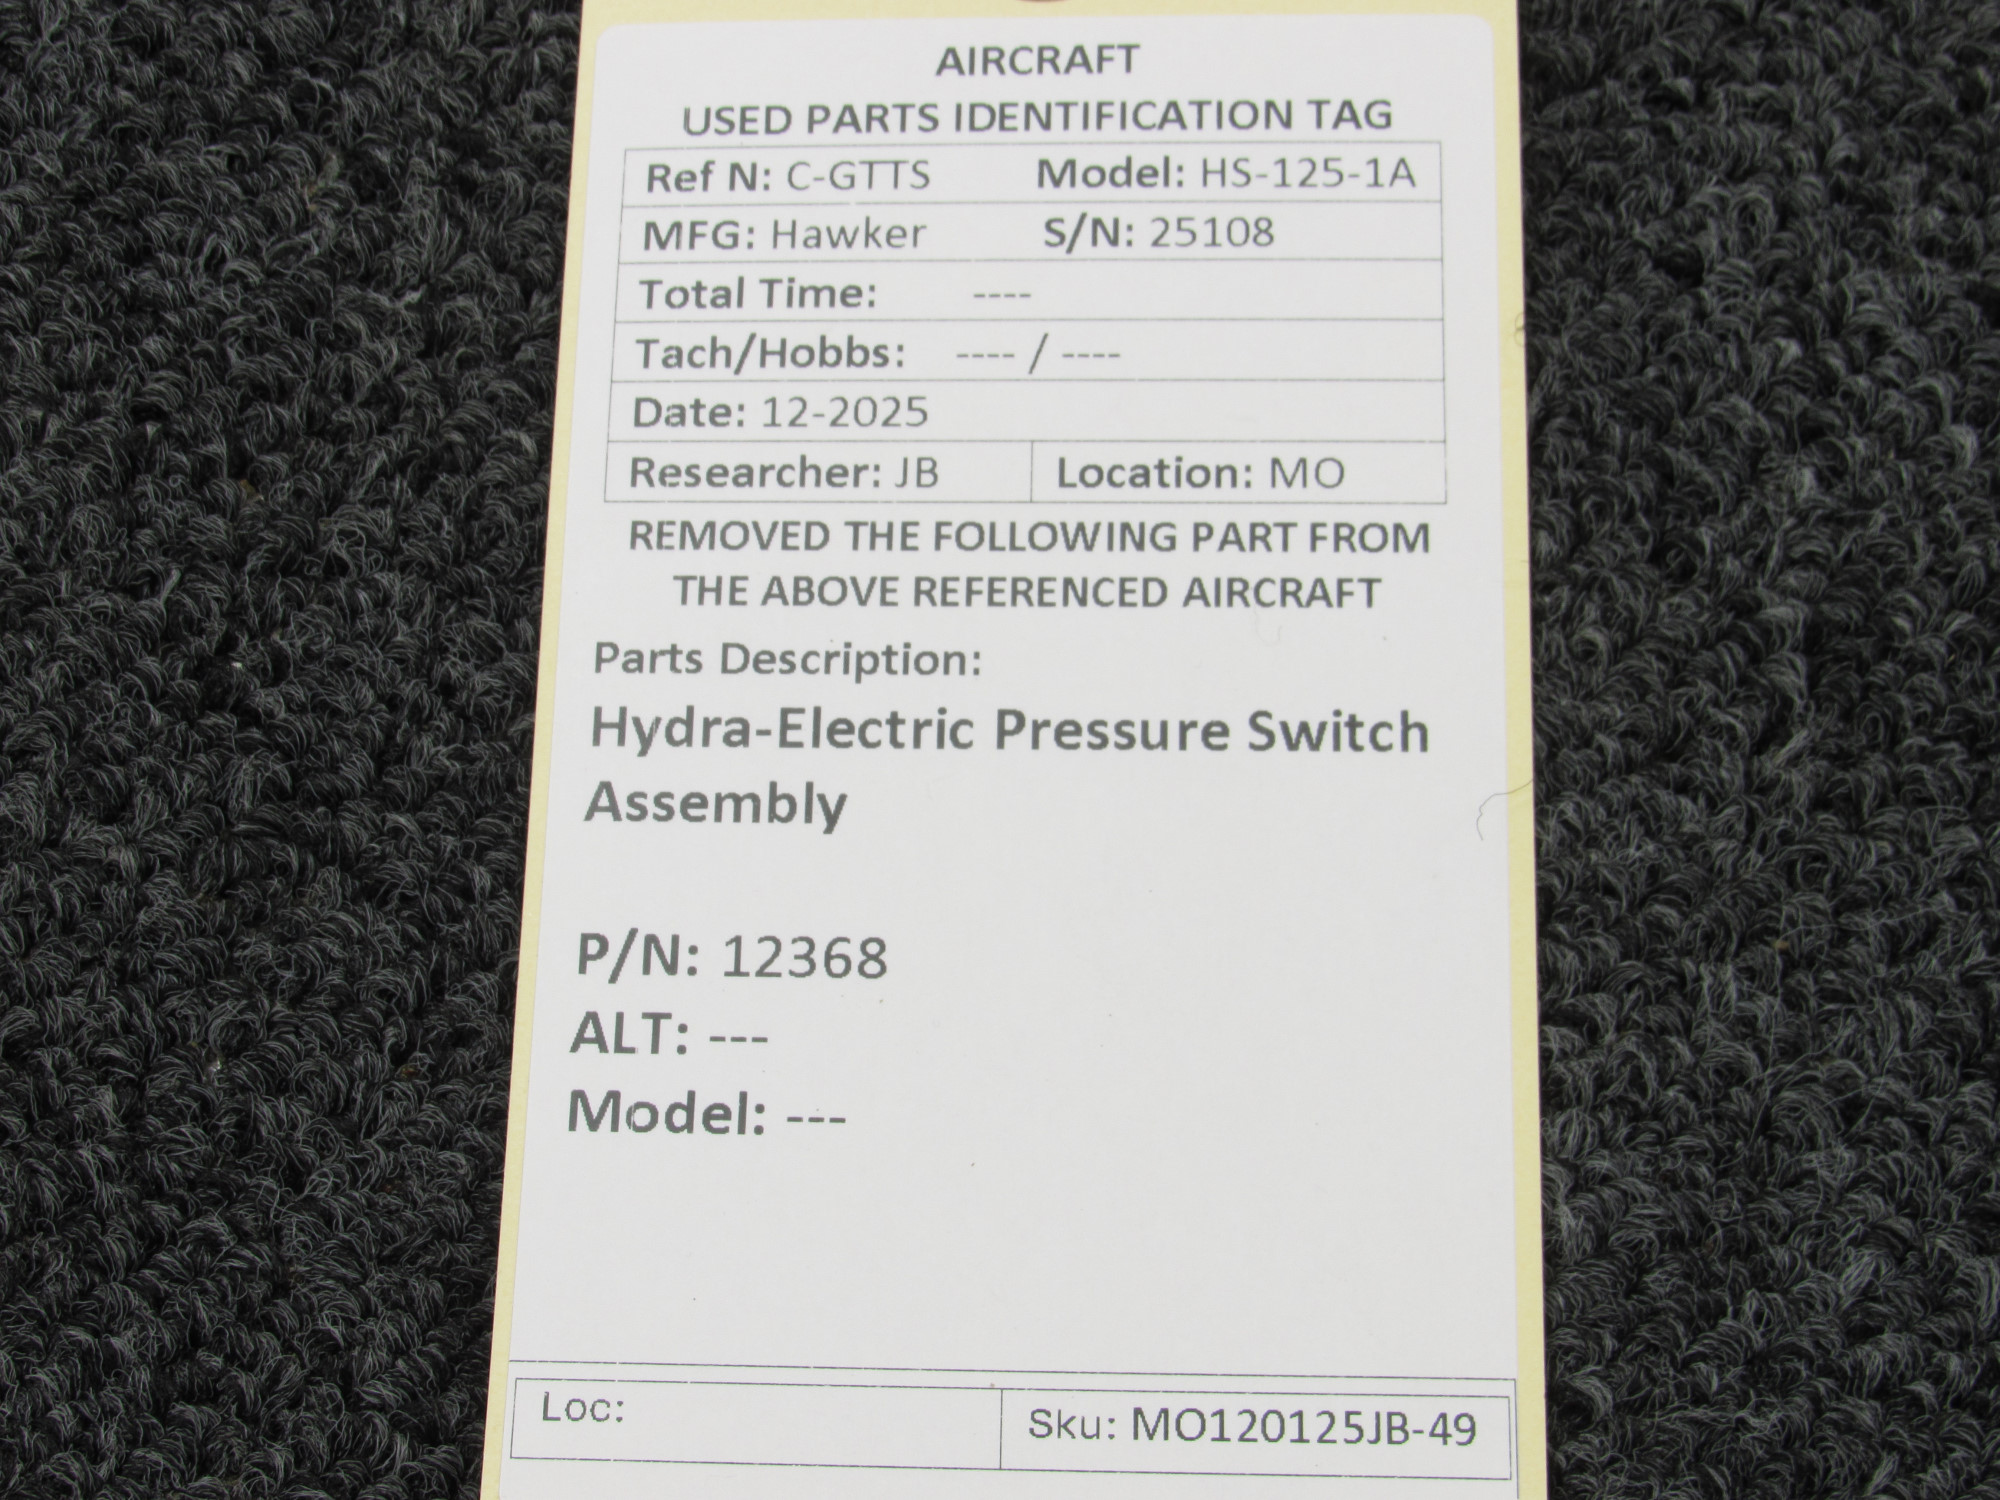 AIRCRAFT
USED PARTS IDENTIFICATION TAG
Ref N: C-GTTS Model: HS-125-1A
MFG: Hawker S/N: 25108
Total Time: ----
Tach/Hobbs: ---- / ----
Date: 12-2025
Researcher: JB Location: MO
REMOVED THE FOLLOWING PART FROM
THE ABOVE REFERENCED AIRCRAFT
Parts Description:
Hydra-Electric Pressure Switch
Assembly
P/N: 12368
ALT: ---
Model: ---
Loc: Sku: MO120125JB-49